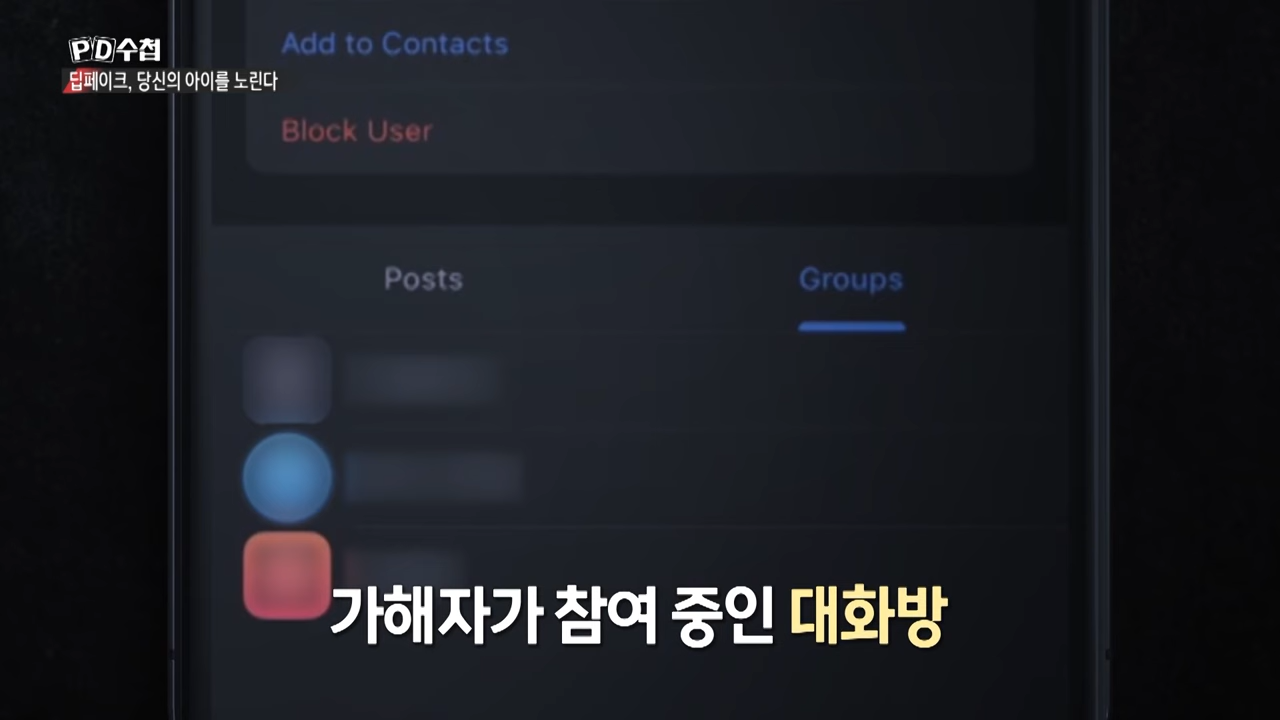 PD수첩
딥페이크, 당신의 아이를 노린다
Add to Contacts
Block User
Posts
Groups
가해자가 참여 중인 대화방